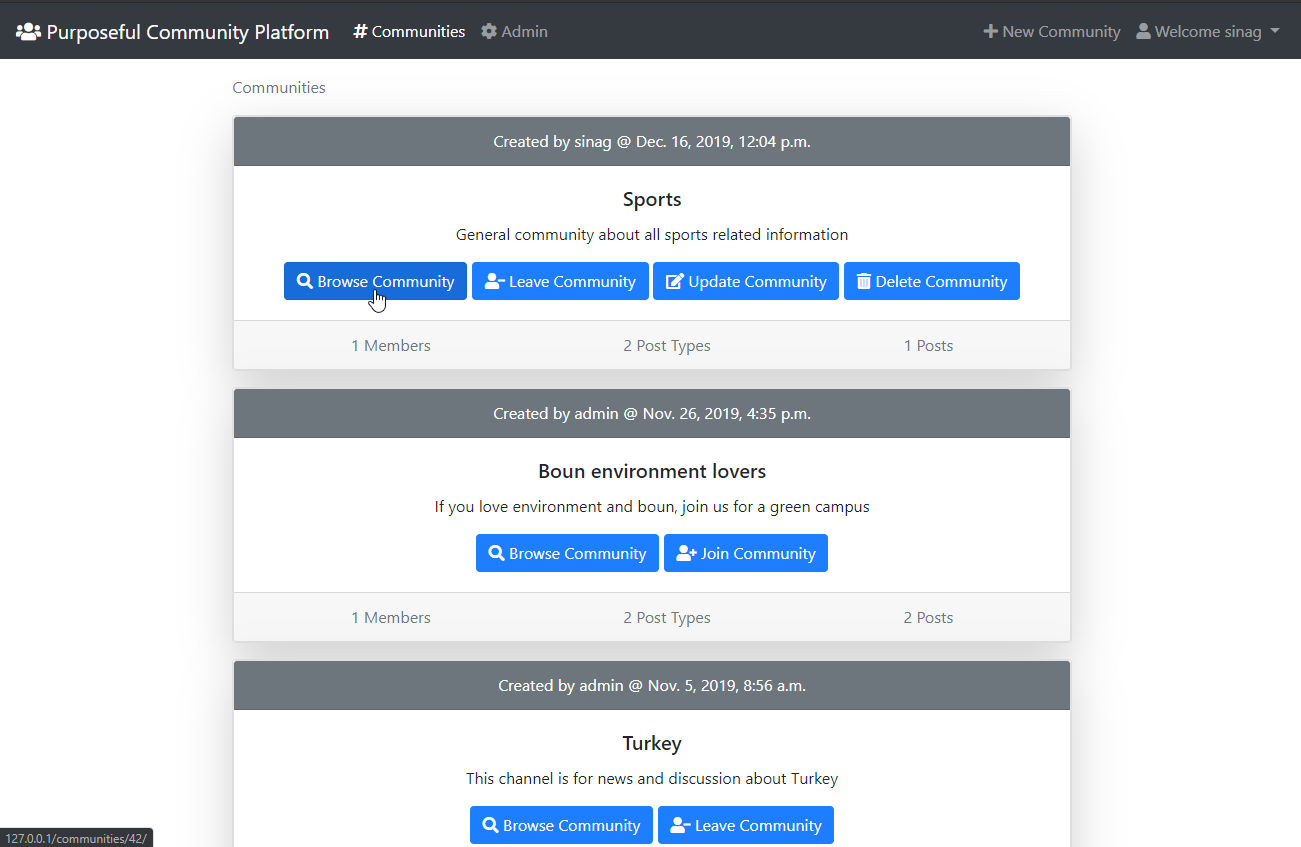 Purposeful Community Platform # Communities Admin New Community Welcome sinag
Communities
Created by sinag @ Dec. 16, 2019, 12:04 p.m.
Sports
General community about all sports related information
Browse Community Leave Community Update Community Delete Community
1 Members 2 Post Types 1 Posts
Created by admin @ Nov. 26, 2019, 4:35 p.m.
Boun environment lovers
If you love environment and boun, join us for a green campus
Browse Community Join Community
1 Members 2 Post Types 2 Posts
Created by admin @ Nov. 5, 2019, 8:56 a.m.
Turkey
This channel is for news and discussion about Turkey
Browse Community Leave Community
127.0.0.1/communities/42/